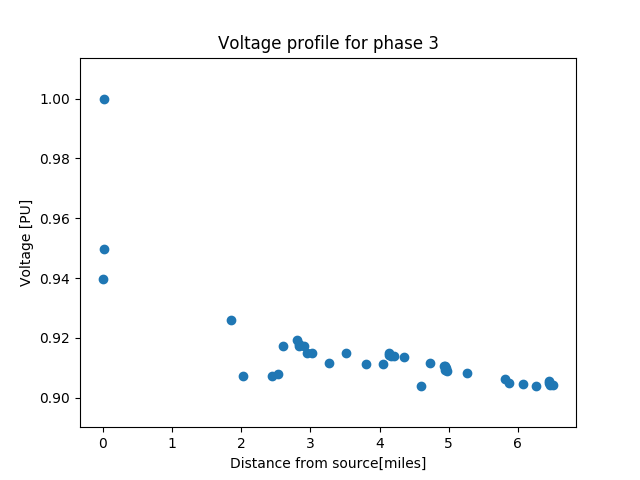 Voltage profile for phase 3
1.00
0.98
0.96
0.94
0.92
0.90
Voltage [PU]
0 1 2 3 4 5 6
Distance from source[miles]